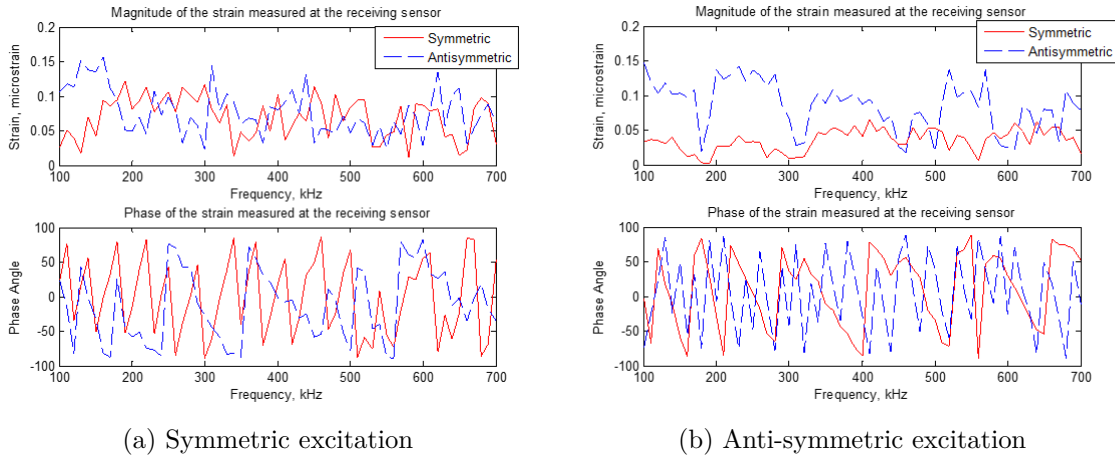 Magnitude of the strain measured at the receiving sensor
0.2
0.15
0.1
0.05
0
Strain, microstrain
Symmetric
Antisymmetric
100 200 300 400 500 600 700
Frequency, kHz
Phase of the strain measured at the receiving sensor
100
50
0
-50
-100
Phase Angle
100 200 300 400 500 600 700
Frequency, kHz
(a) Symmetric excitation
Magnitude of the strain measured at the receiving sensor
0.2
0.15
0.1
0.05
0
Strain, microstrain
Symmetric
Antisymmetric
100 200 300 400 500 600 700
Frequency, kHz
Phase of the strain measured at the receiving sensor
100
50
0
-50
-100
Phase Angle
100 200 300 400 500 600 700
Frequency, kHz
(b) Anti-symmetric excitation